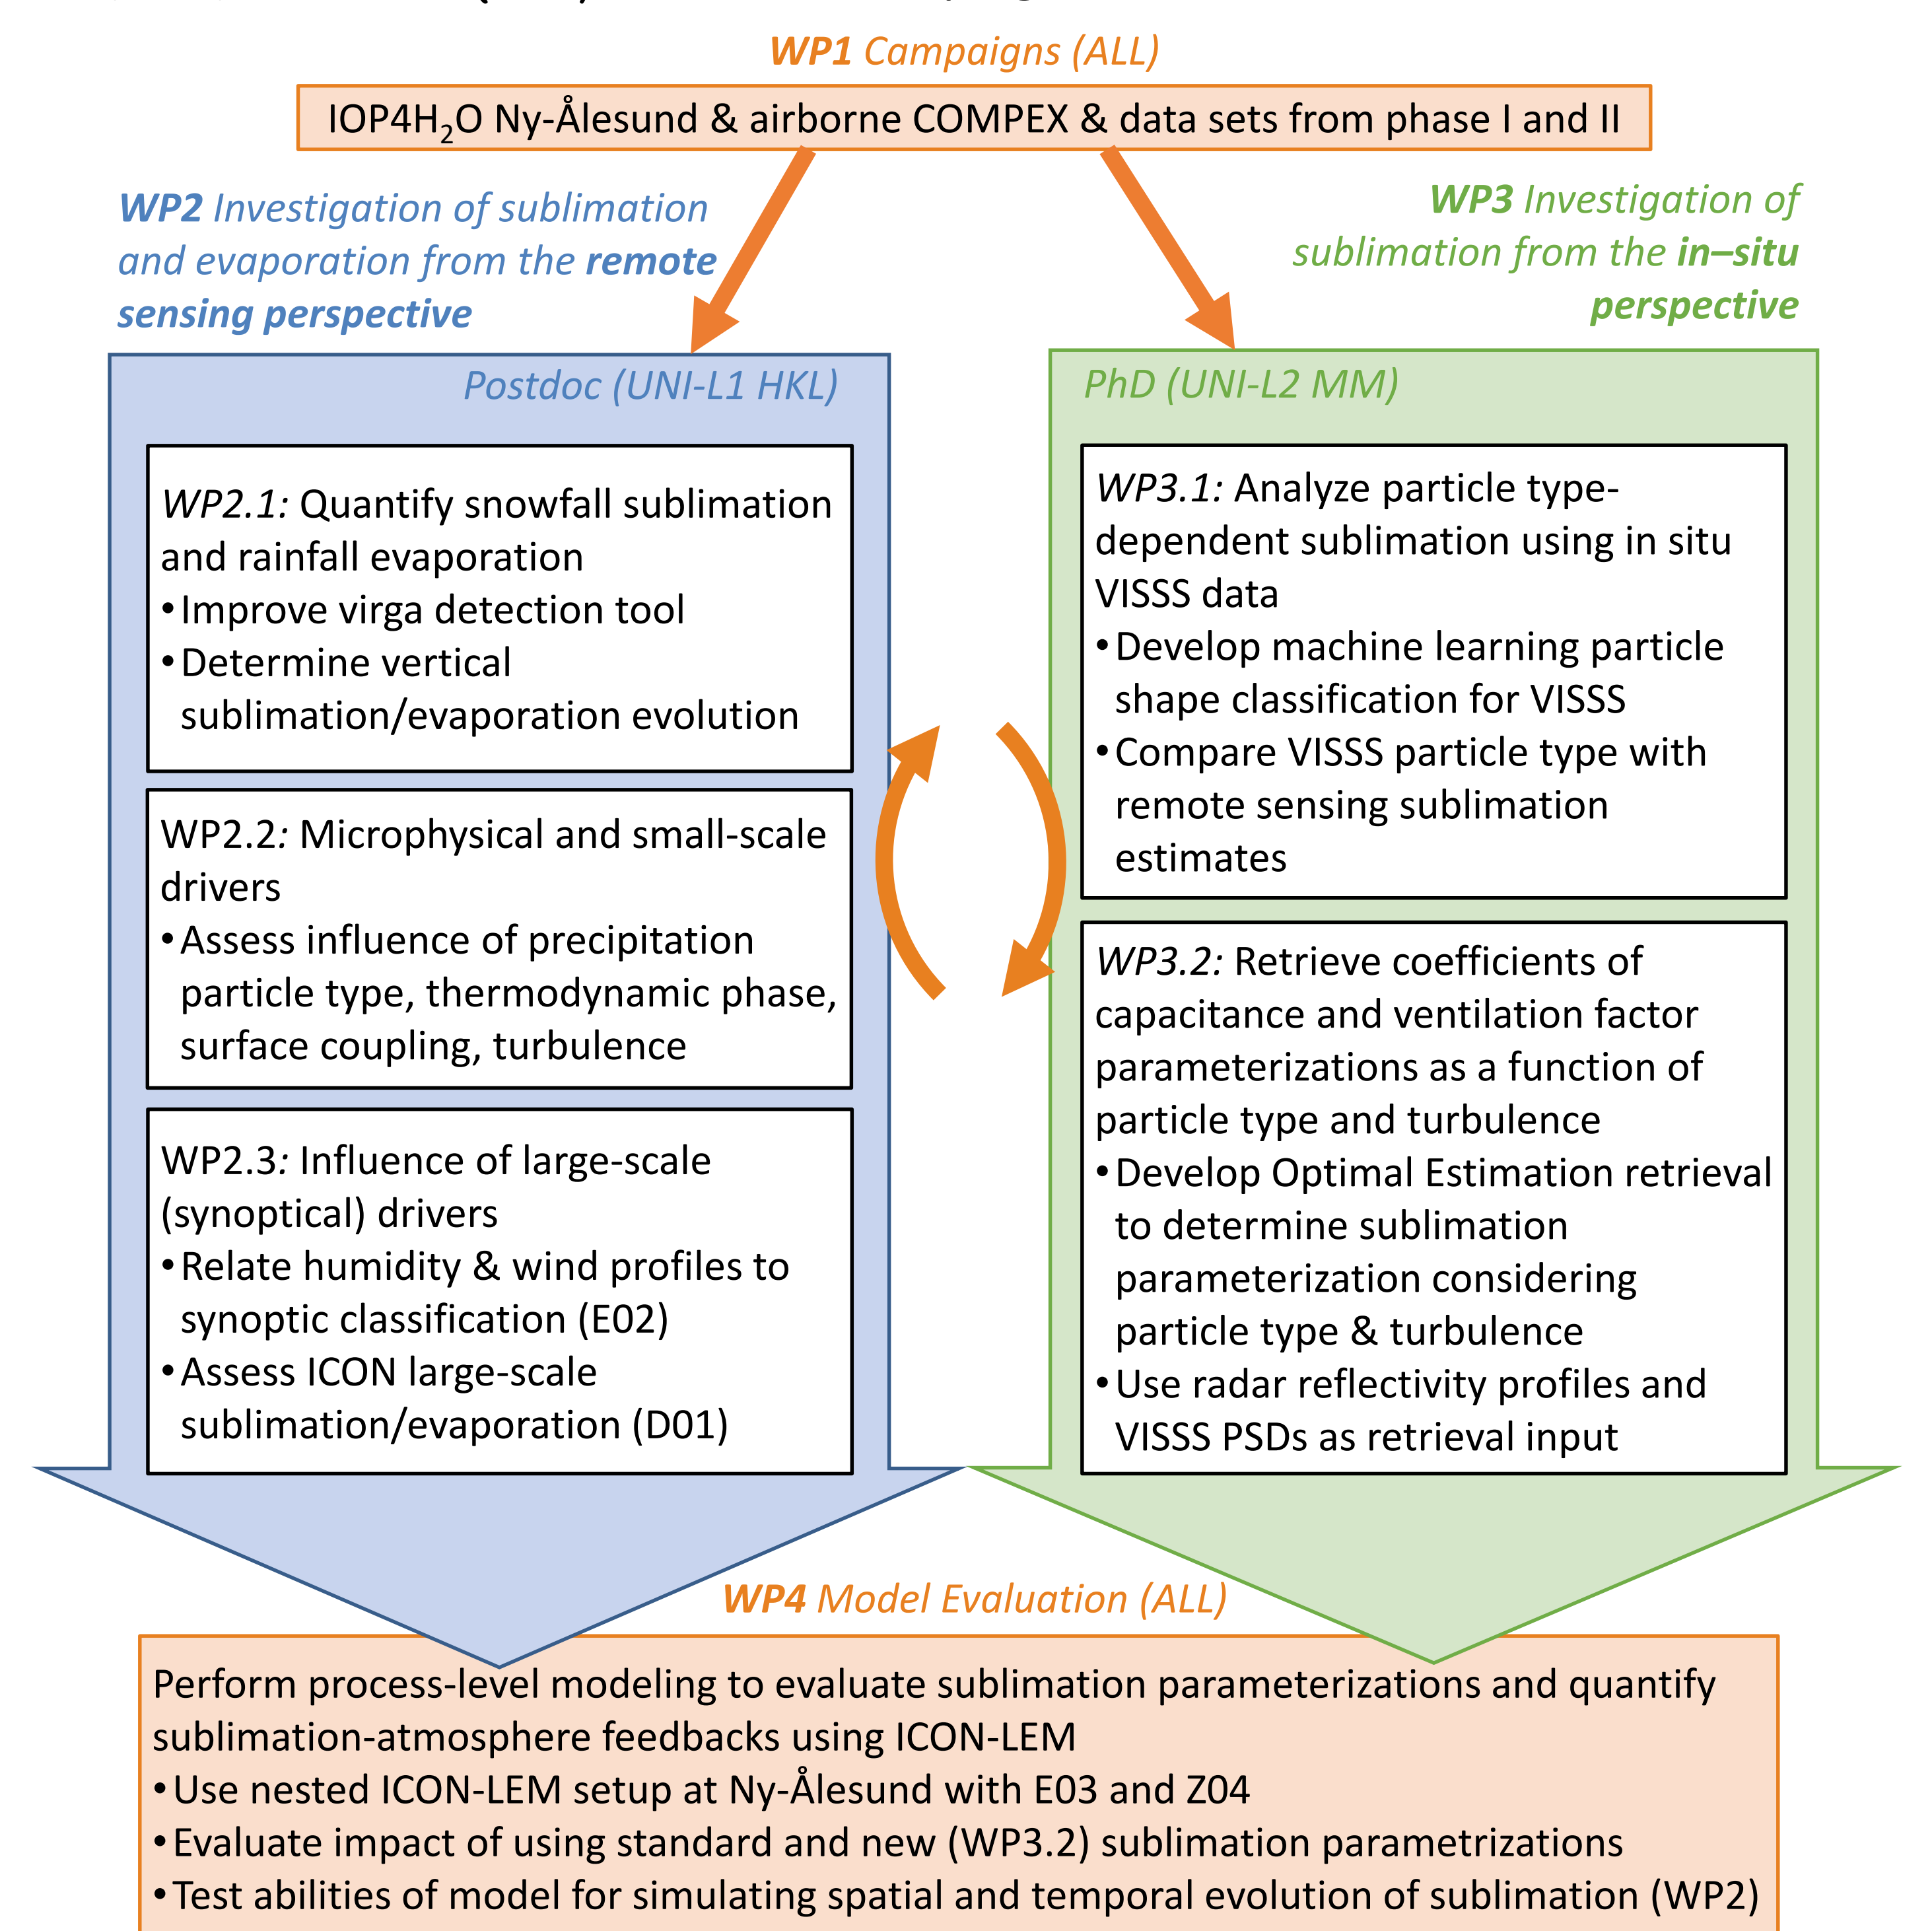 WP1 Campaigns (ALL)
IOP4H₂O Ny-Ålesund & airborne COMPEX & data sets from phase I and II
WP2 Investigation of sublimation
and evaporation from the remote
sensing perspective
WP3 Investigation of
sublimation from the in–situ
perspective
Postdoc (UNI-L1 HKL)
WP2.1: Quantify snowfall sublimation
and rainfall evaporation
•Improve virga detection tool
•Determine vertical
sublimation/evaporation evolution
WP2.2: Microphysical and small-scale
drivers
•Assess influence of precipitation
particle type, thermodynamic phase,
surface coupling, turbulence
WP2.3: Influence of large-scale
(synoptical) drivers
•Relate humidity & wind profiles to
synoptic classification (E02)
•Assess ICON large-scale
sublimation/evaporation (D01)
PhD (UNI-L2 MM)
WP3.1: Analyze particle type-
dependent sublimation using in situ
VISSS data
•Develop machine learning particle
shape classification for VISSS
•Compare VISSS particle type with
remote sensing sublimation
estimates
WP3.2: Retrieve coefficients of
capacitance and ventilation factor
parameterizations as a function of
particle type and turbulence
•Develop Optimal Estimation retrieval
to determine sublimation
parameterization considering
particle type & turbulence
•Use radar reflectivity profiles and
VISSS PSDs as retrieval input
WP4 Model Evaluation (ALL)
Perform process-level modeling to evaluate sublimation parameterizations and quantify
sublimation-atmosphere feedbacks using ICON-LEM
•Use nested ICON-LEM setup at Ny-Ålesund with E03 and Z04
•Evaluate impact of using standard and new (WP3.2) sublimation parametrizations
•Test abilities of model for simulating spatial and temporal evolution of sublimation (WP2)